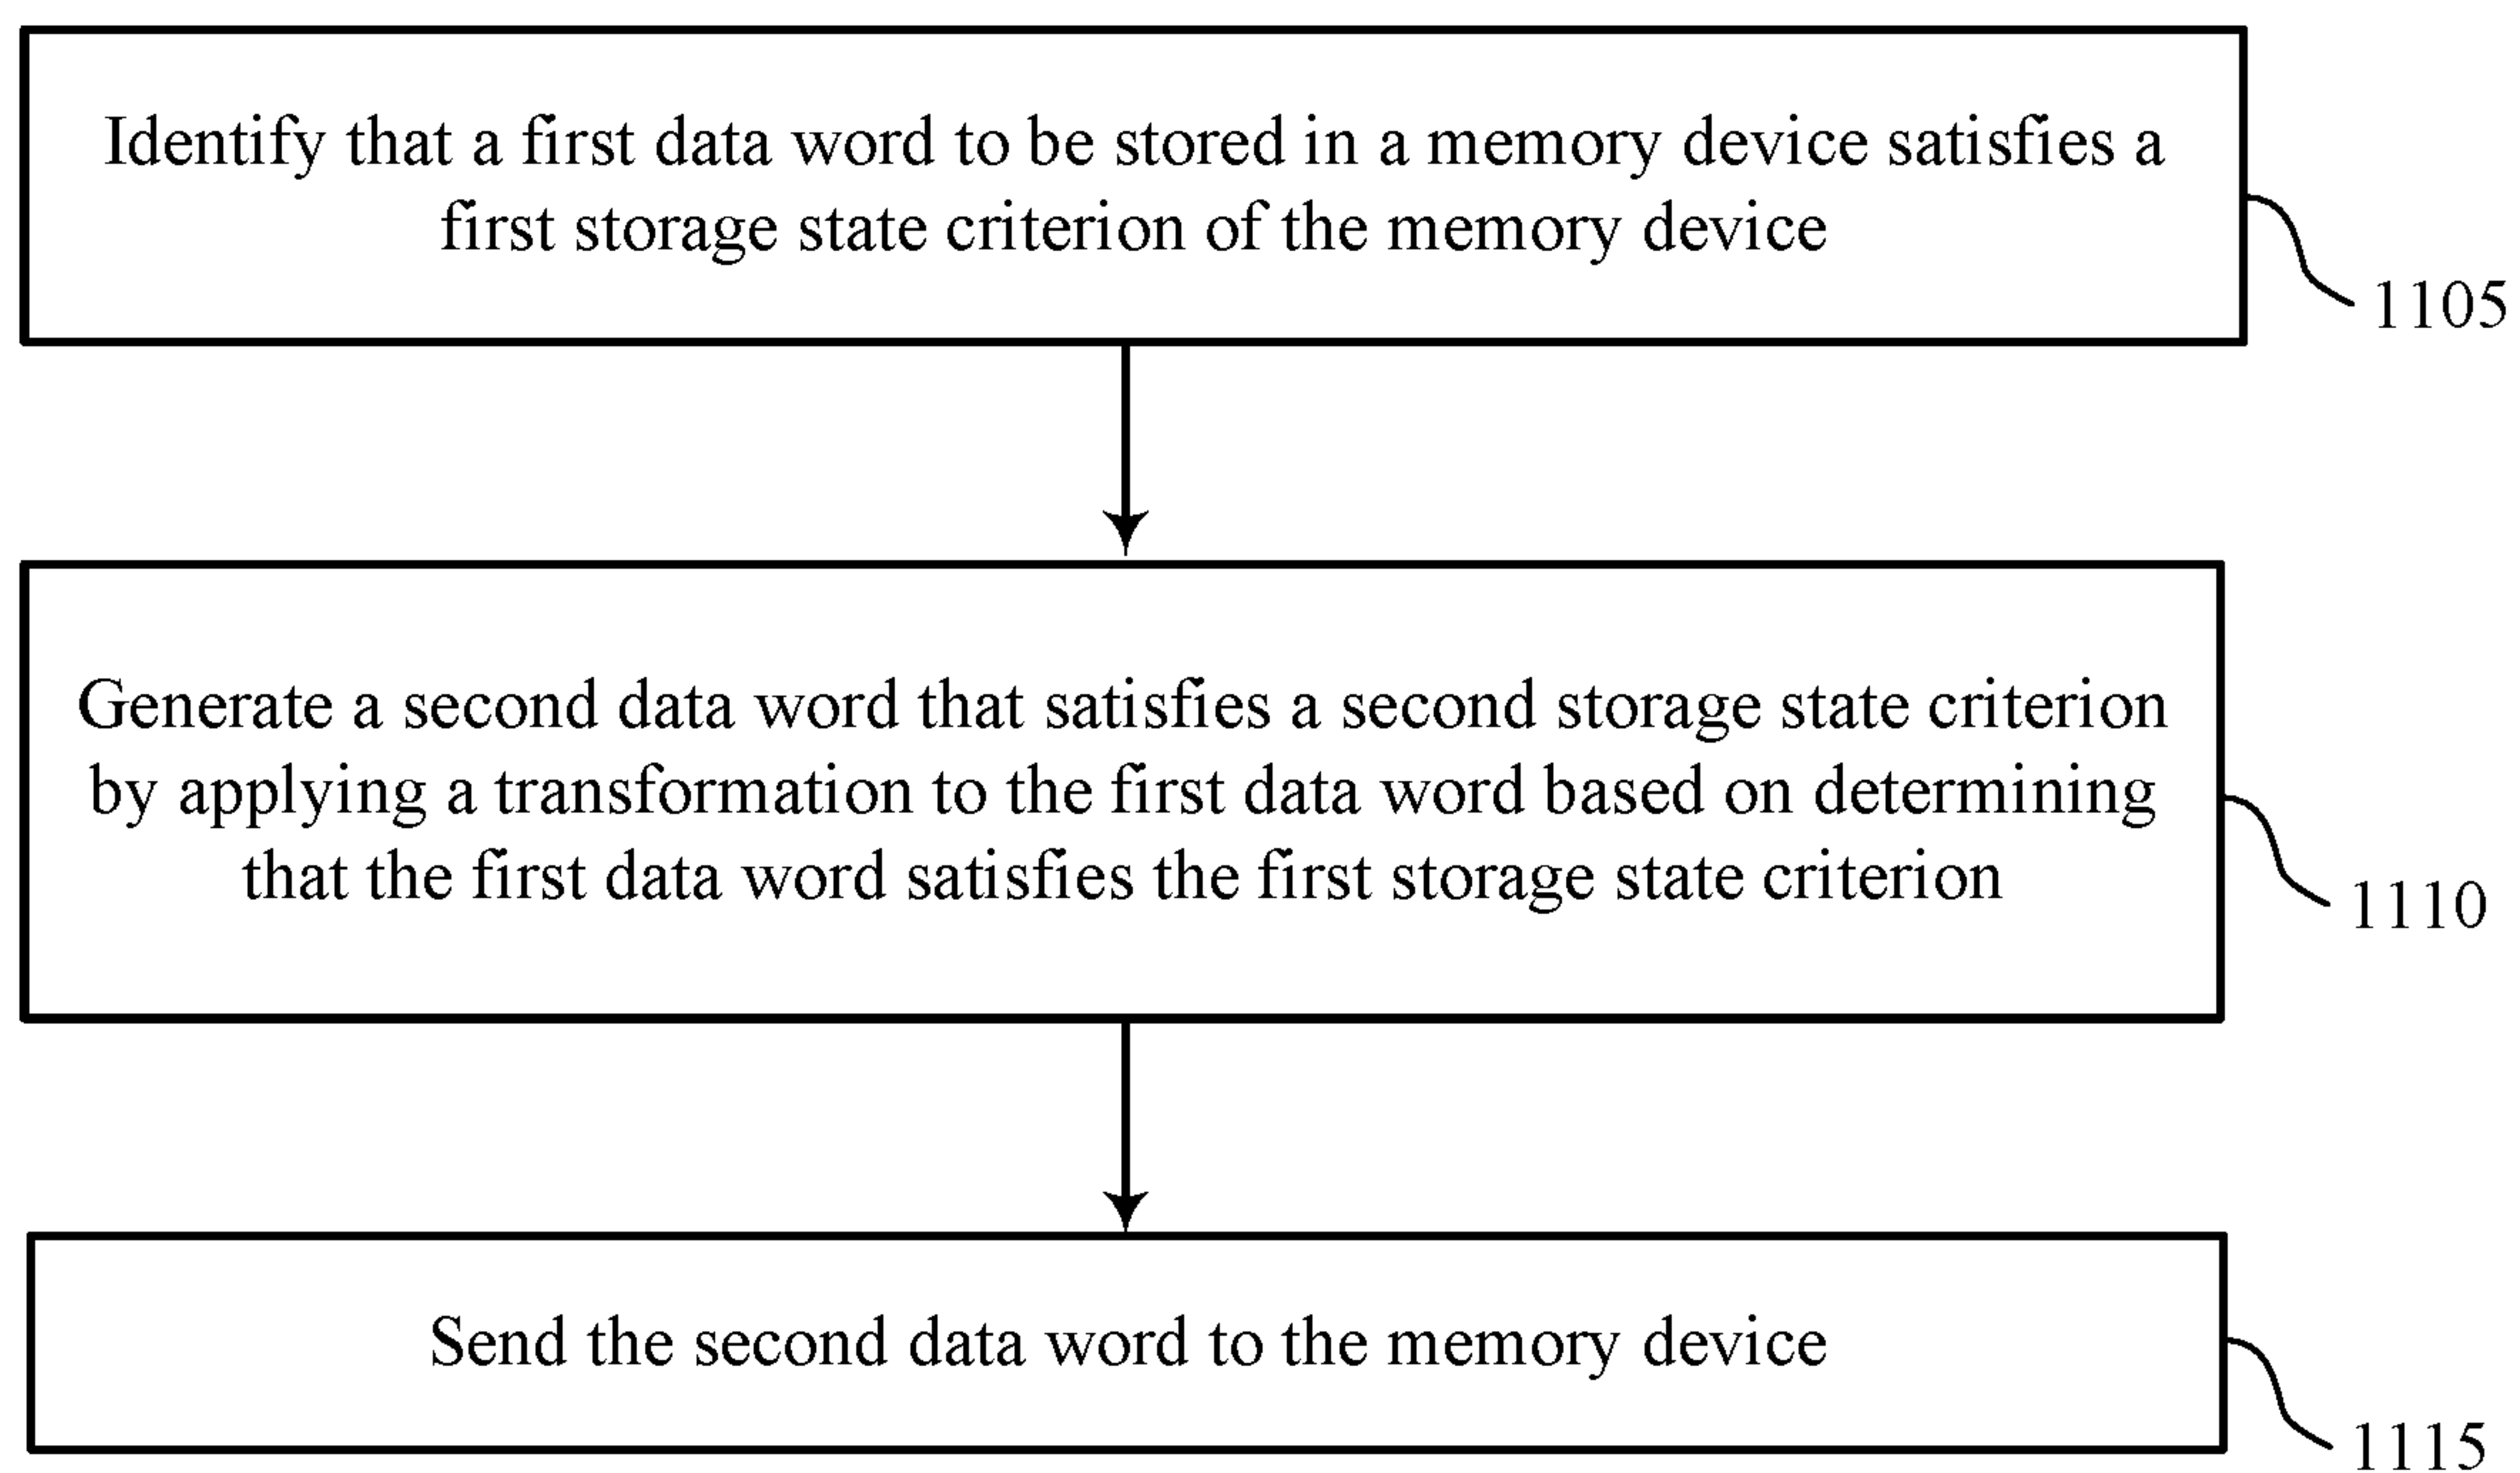 Identify that a first data word to be stored in a memory device satisfies a
first storage state criterion of the memory device
1105
Generate a second data word that satisfies a second storage state criterion
by applying a transformation to the first data word based on determining
that the first data word satisfies the first storage state criterion
1110
Send the second data word to the memory device
1115